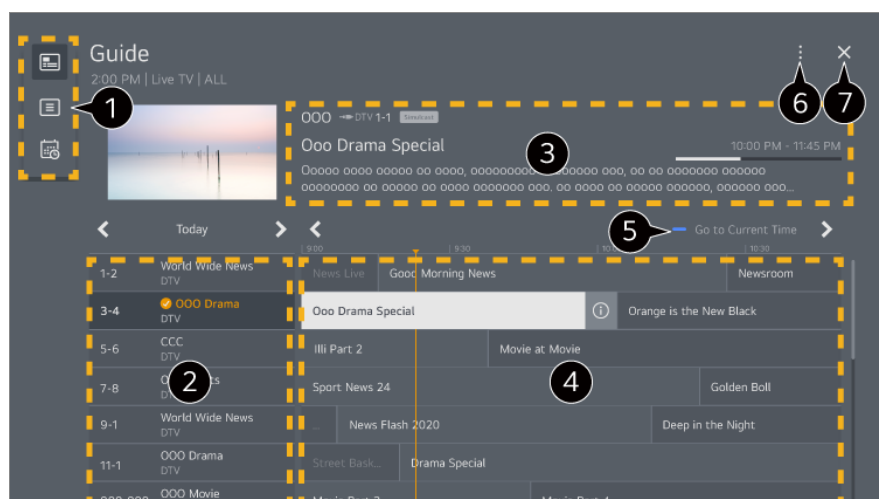 Guide
2:00 PM | Live TV | ALL
1
6
7
OOO DTV 1-1 Simulcast
Ooo Drama Special
10:00 PM - 11:45 PM
3
Ooooo oooo ooooo oo oooo,
Today
5
Go to Current Time
9:00 9:30 10:30
1-2 World Wide News
DTV
News Live Good Morning News Newsroom
3-4 OOO Drama
DTV
Ooo Drama Special Orange is the New Black
5-6 CCC
DTV
Illi Part 2 Movie at Movie
2
4
7-8
Sport News 24 Golden Boll
9-1 World Wide News
DTV
... News Flash 2020 Deep in the Night
11-1 OOO Drama
DTV
Street Bask... Drama Special
OOO Movie